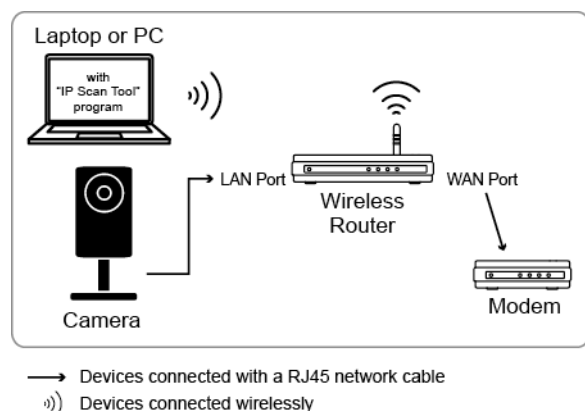 Laptop or PC
with
“IP Scan Tool”
program
LAN Port
WAN Port
Wireless
Router
Camera
Modem
Devices connected with a RJ45 network cable
Devices connected wirelessly